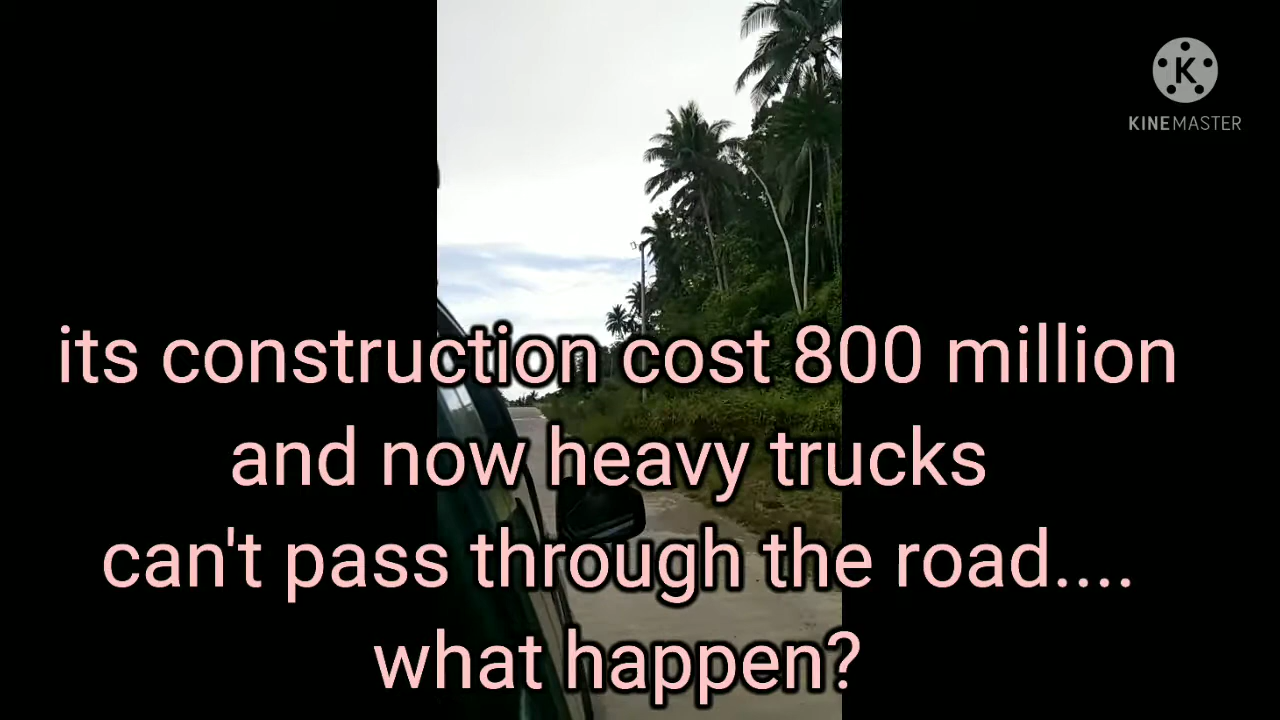 K
KINEMASTER
its construction cost 800 million
and now heavy trucks
can't pass through the road....
what happen?